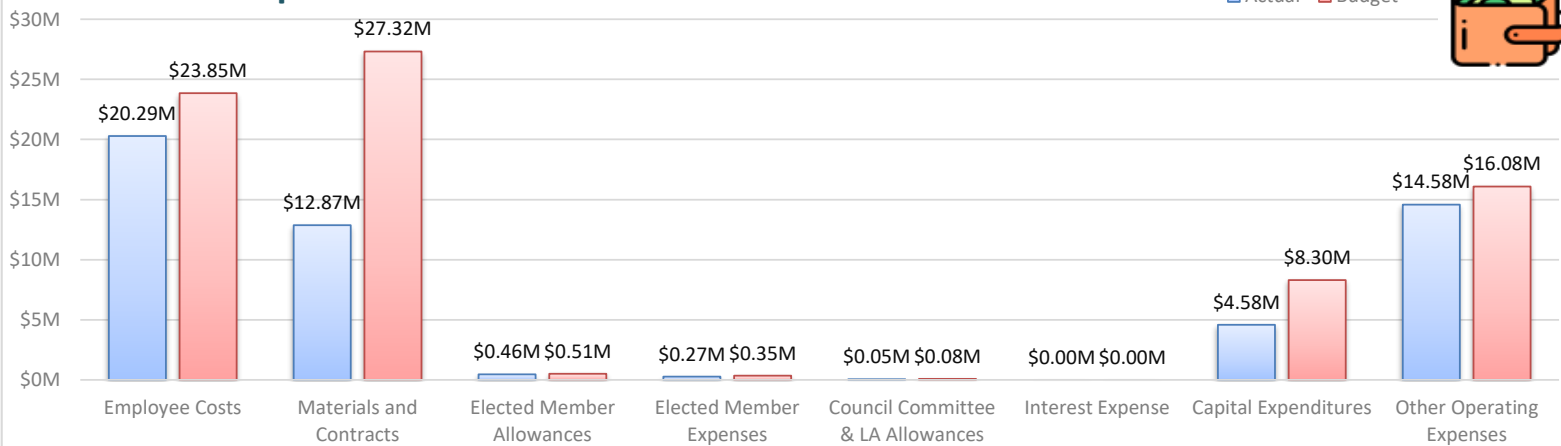 Actual Budget
$30M
$27.32M
$25M
$23.85M
$20.29M
$20M
$16.08M
$15M
$14.58M
$12.87M
$10M
$8.30M
$5M
$4.58M
$0.46M $0.51M
$0.27M $0.35M
$0.05M $0.08M
$0.00M $0.00M
$0M
Employee Costs
Materials and
Contracts
Elected Member
Allowances
Elected Member
Expenses
Council Committee
& LA Allowances
Interest Expense
Capital Expenditures
Other Operating
Expenses